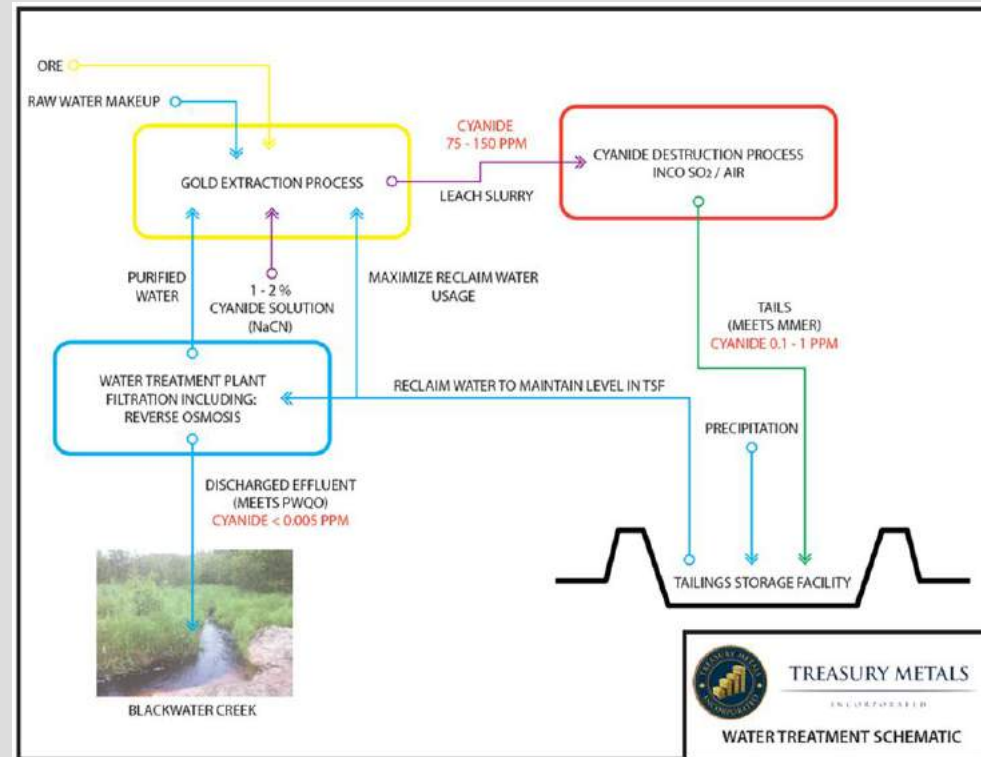 ORE
RAW WATER MAKEUP
GOLD EXTRACTION PROCESS
CYANIDE
75 - 150 PPM
LEACH SLURRY
CYANIDE DESTRUCTION PROCESS
INCO SO₂ / AIR
PURIFIED
WATER
1 - 2 %
CYANIDE SOLUTION
(NaCN)
MAXIMIZE RECLAIM WATER
USAGE
TAILS
(MEETS MMER)
CYANIDE 0.1 - 1 PPM
WATER TREATMENT PLANT
FILTRATION INCLUDING:
REVERSE OSMOSIS
RECLAIM WATER TO MAINTAIN LEVEL IN TSF
PRECIPITATION
DISCHARGED EFFLUENT
(MEETS PWQO)
CYANIDE < 0.005 PPM
TAILINGS STORAGE FACILITY
BLACKWATER CREEK
TREASURY METALS
INCORPORATED
TREASURY METALS
INCORPORATED
WATER TREATMENT SCHEMATIC